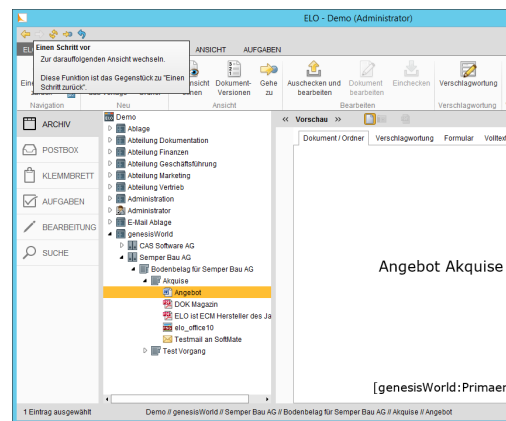 ELO - Demo (Administrator)
Einen Schritt vor
Zur darauffolgenden Ansicht wechseln.
Diese Funktion ist das Gegenstück zu "Einen
Schritt zurück".
ANSICHT AUFGABEN
Dokument-
Versionen
Gehe
zu
Auschecken und
bearbeiten
Dokument
bearbeiten
Einchecken
Verschlagwortung
Navigation Neu Ansicht Bearbeiten Verschlagwortung
ARCHIV
POSTBOX
KLEMMBRETT
AUFGABEN
BEARBEITUNG
SUCHE
Demo
Ablage
Abteilung Dokumentation
Abteilung Finanzen
Abteilung Geschäftsführung
Abteilung Marketing
Abteilung Vertrieb
Administration
Administrator
E-Mail Ablage
genesisWorld
CAS Software AG
Semper Bau AG
Bodenbelag für Semper Bau AG
Akquise
Angebot
DOK Magazin
ELO ist ECM Hersteller des Ja
elo_office10
Testmail an SoftMate
Test Vorgang
« Vorschau »
Dokument / Ordner Verschlagwortung Formular Volltext
Angebot Akquise
[genesisWorld:Primaer
1 Eintrag ausgewählt
Demo // genesisWorld // Semper Bau AG // Bodenbelag für Semper Bau AG // Akquise // Angebot